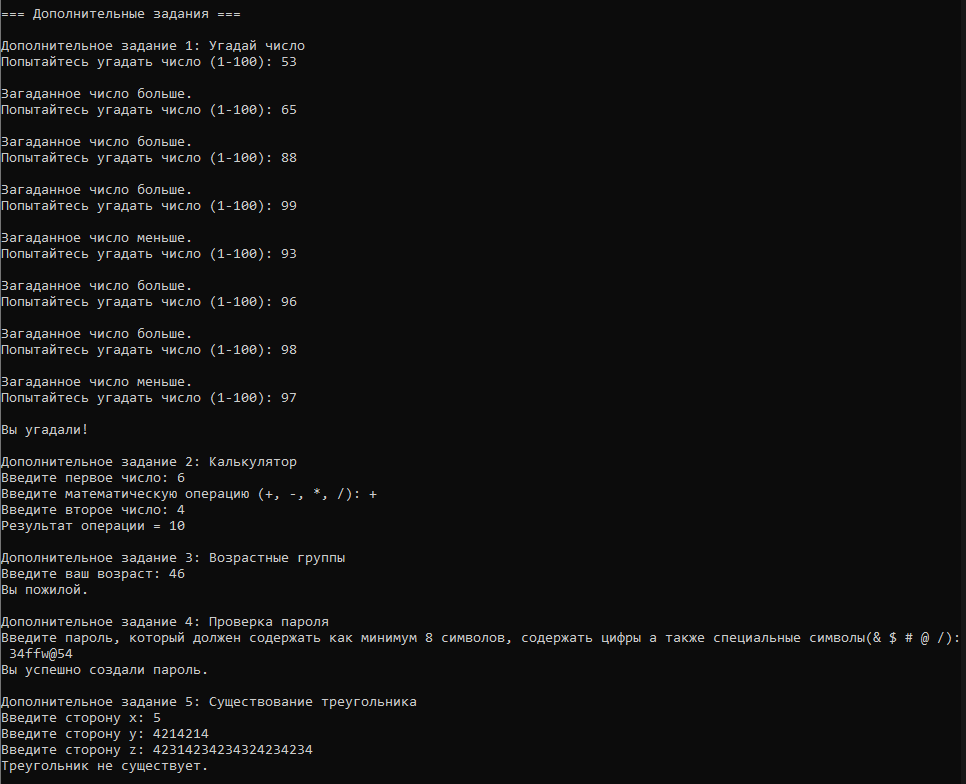 === Дополнительные задания ===
Дополнительное задание 1: Угадай число
Попытайтесь угадать число (1-100): 53
Загаданное число больше.
Попытайтесь угадать число (1-100): 65
Загаданное число больше.
Попытайтесь угадать число (1-100): 88
Загаданное число больше.
Попытайтесь угадать число (1-100): 99
Загаданное число меньше.
Попытайтесь угадать число (1-100): 93
Загаданное число больше.
Попытайтесь угадать число (1-100): 96
Загаданное число больше.
Попытайтесь угадать число (1-100): 98
Загаданное число меньше.
Попытайтесь угадать число (1-100): 97
Вы угадали!
Дополнительное задание 2: Калькулятор
Введите первое число: 6
Введите математическую операцию (+, -, *, /): +
Введите второе число: 4
Результат операции = 10
Дополнительное задание 3: Возрастные группы
Введите ваш возраст: 46
Вы пожилой.
Дополнительное задание 4: Проверка пароля
Введите пароль, который должен содержать как минимум 8 символов, содержать цифры а также специальные символы(& $ # @ /):
34ffw@54
Вы успешно создали пароль.
Дополнительное задание 5: Существование треугольника
Введите сторону x: 5
Введите сторону y: 4214214
Введите сторону z: 42314234234324234234
Треугольник не существует.